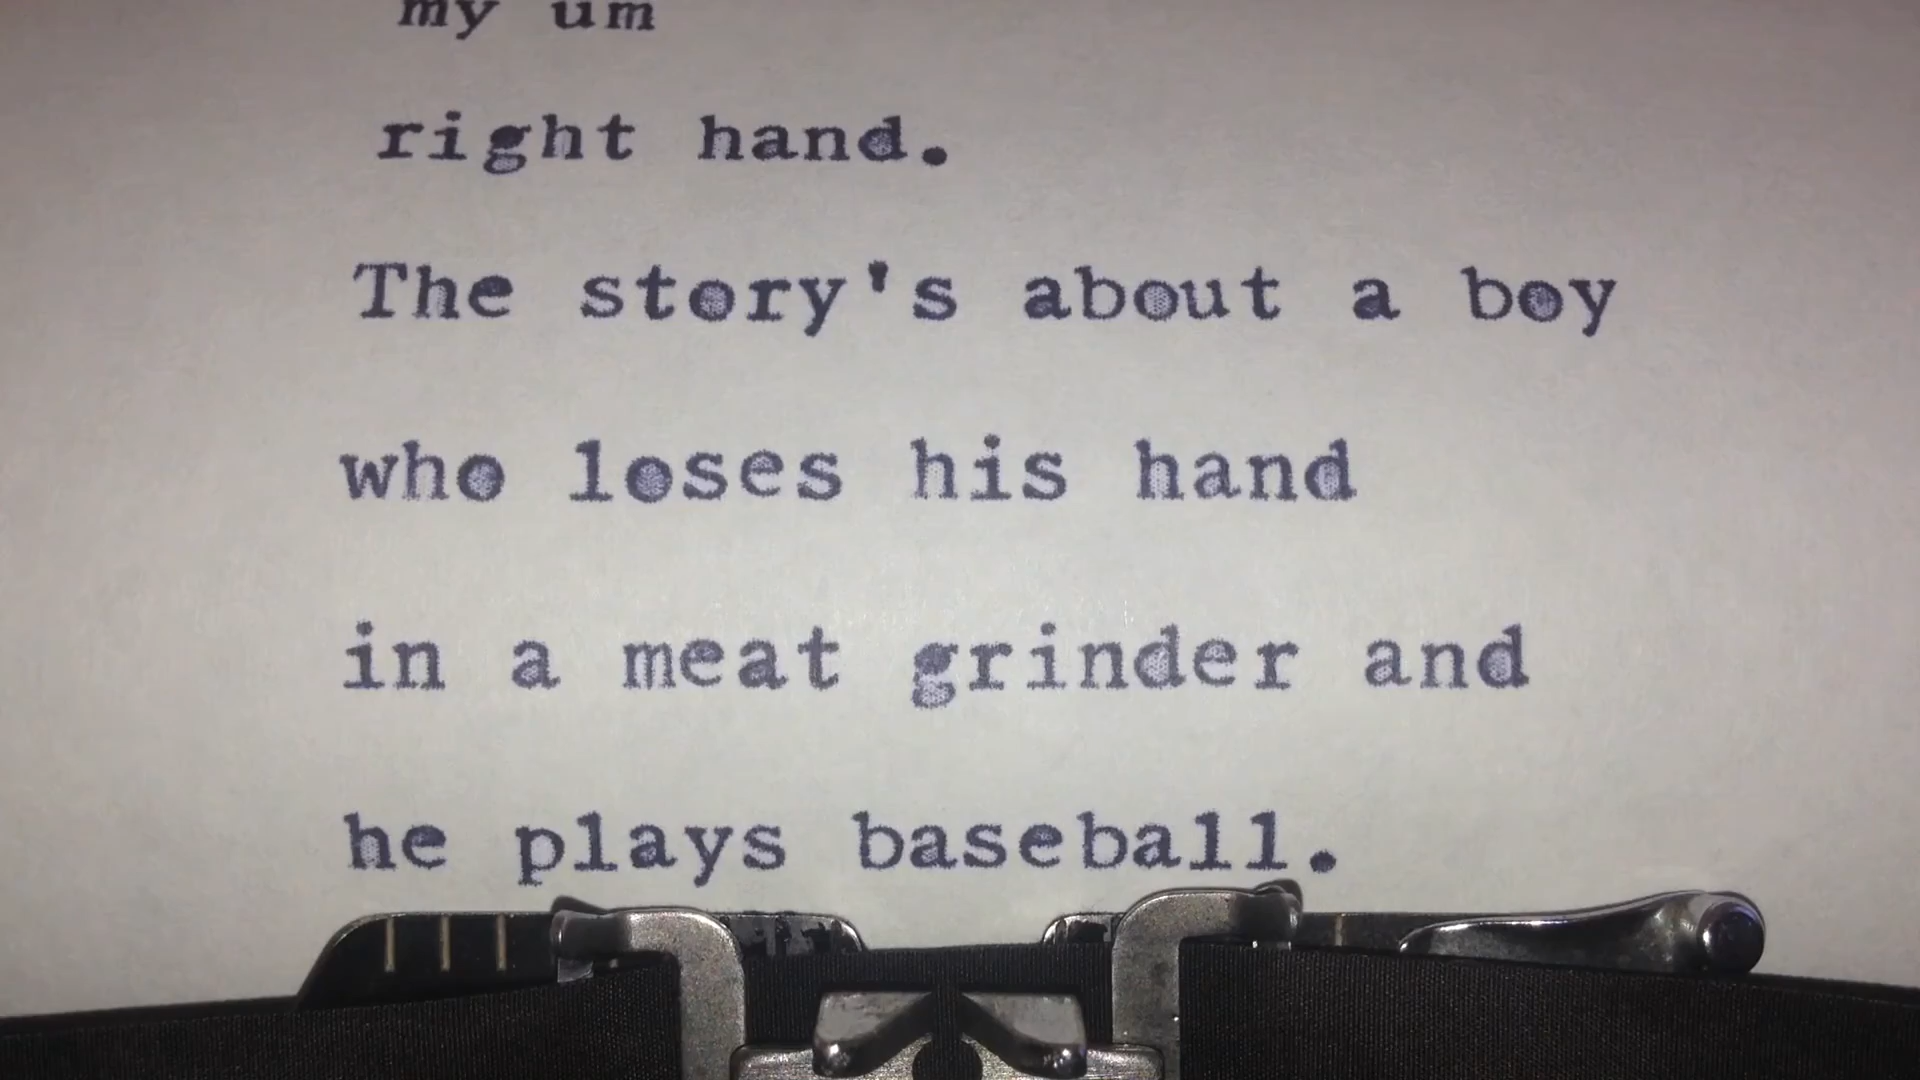 my um
right hand.
The story's about a boy
who loses his hand
in a meat grinder and
he plays baseball.